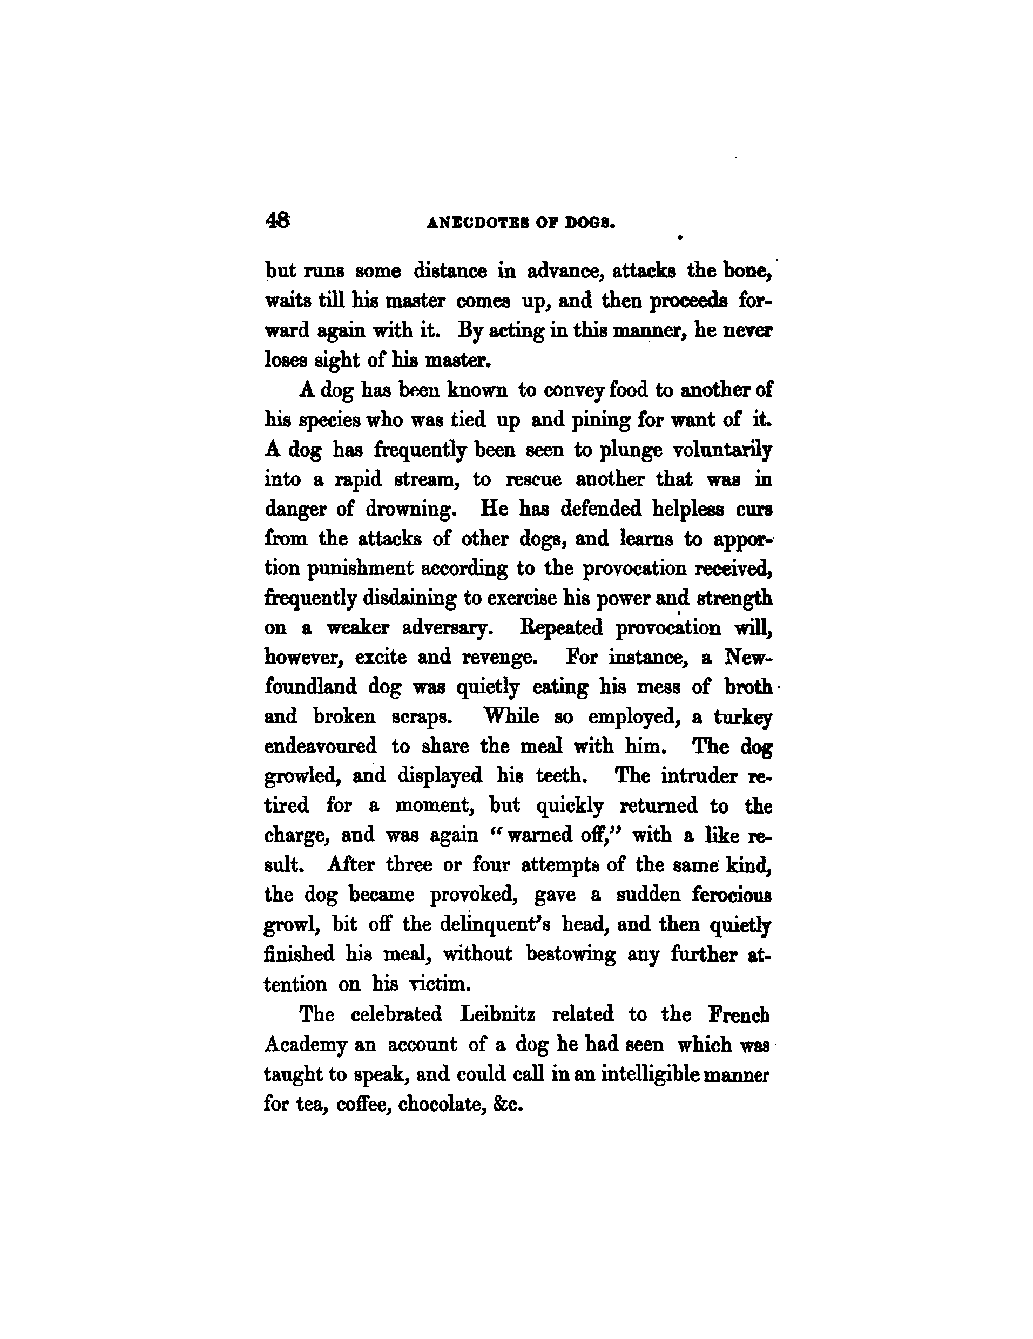 48 ANECDOTES OF DOGS.
but runs some distance in advance, attacks the bone,
waits till his master comes up, and then proceeds for-
ward again with it. By acting in this manner, he never
loses sight of his master.
A dog has been known to convey food to another of
his species who was tied up and pining for want of it.
A dog has frequently been seen to plunge voluntarily
into a rapid stream, to rescue another that was in
danger of drowning. He has defended helpless curs
from the attacks of other dogs, and learns to appor-
tion punishment according to the provocation received,
frequently disdaining to exercise his power and strength
on a weaker adversary. Repeated provocation will,
however, excite and revenge. For instance, a New-
foundland dog was quietly eating his mess of broth
and broken scraps. While so employed, a turkey
endeavoured to share the meal with him. The dog
growled, and displayed his teeth. The intruder re-
tired for a moment, but quickly returned to the
charge, and was again “warned off,” with a like re-
sult. After three or four attempts of the same kind,
the dog became provoked, gave a sudden ferocious
growl, bit off the delinquent's head, and then quietly
finished his meal, without bestowing any further at-
tention on his victim.
The celebrated Leibnitz related to the French
Academy an account of a dog he had seen which was
taught to speak, and could call in an intelligible manner
for tea, coffee, chocolate, &c.